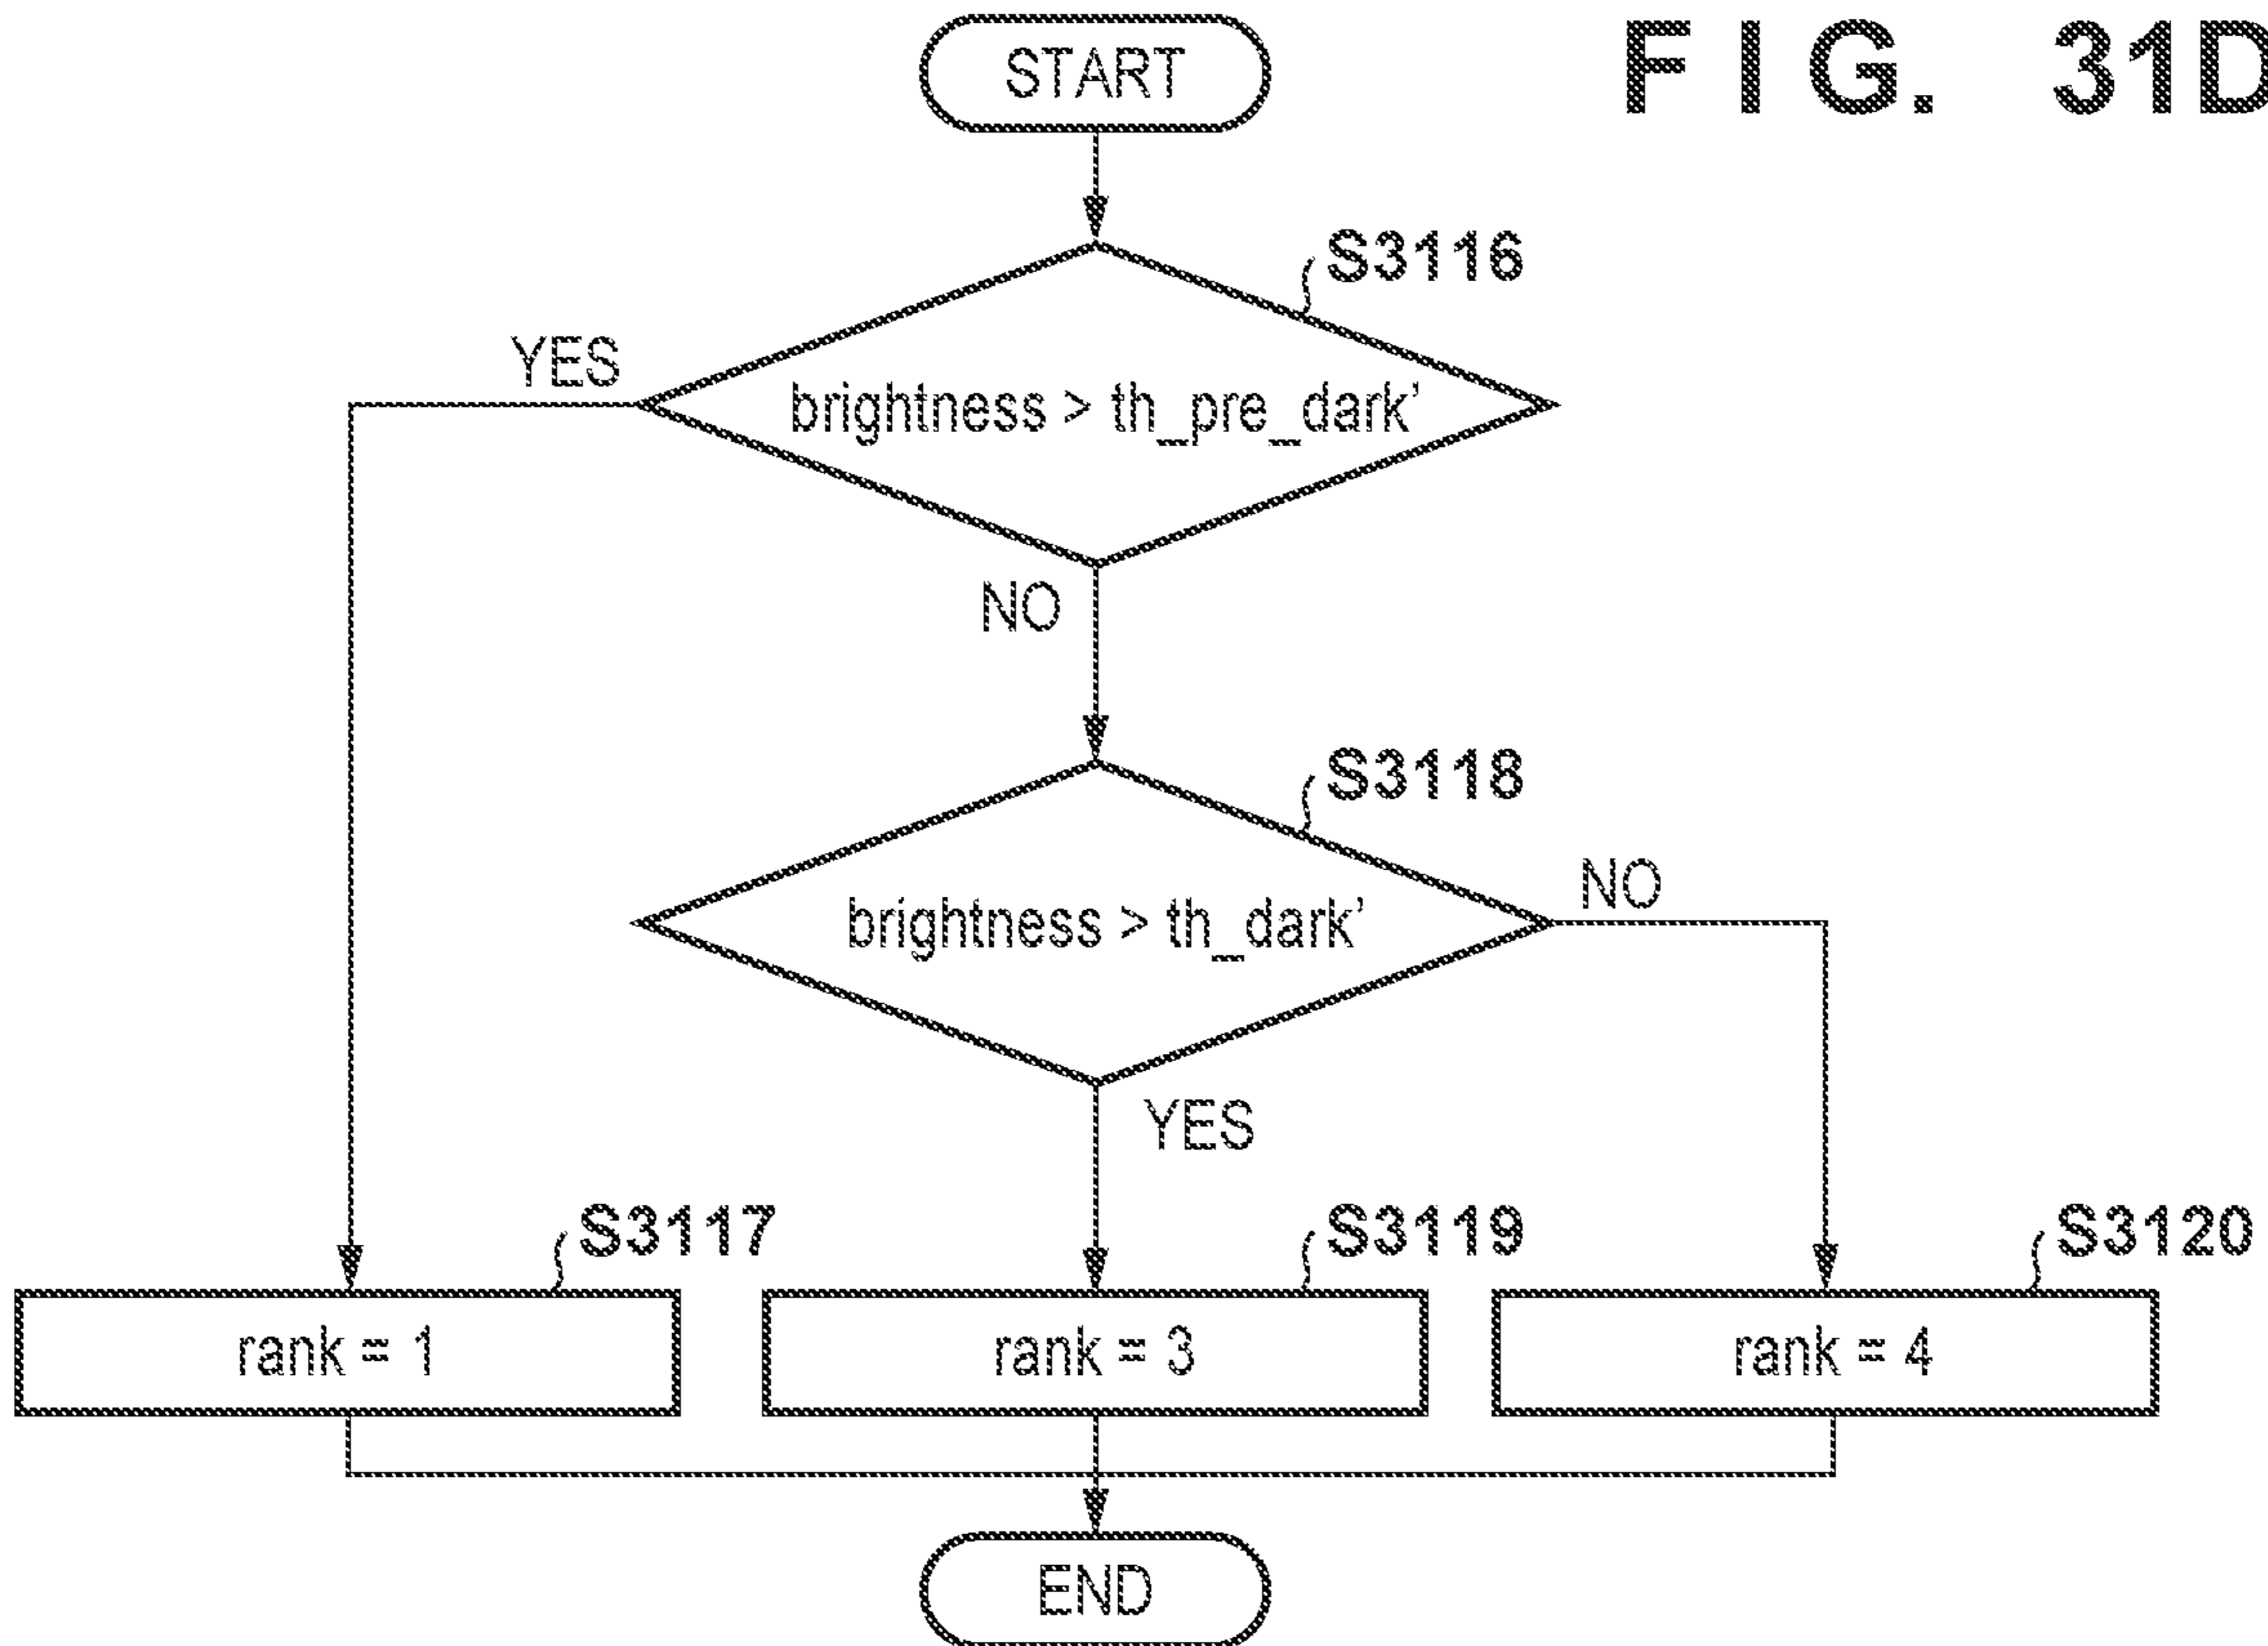 FIG. 31D
START
S3116
YES
brightness > th_pre_dark’
NO
S3118
NO
brightness > th_dark’
YES
S3117
S3119
S3120
rank = 1
rank = 3
rank = 4
END